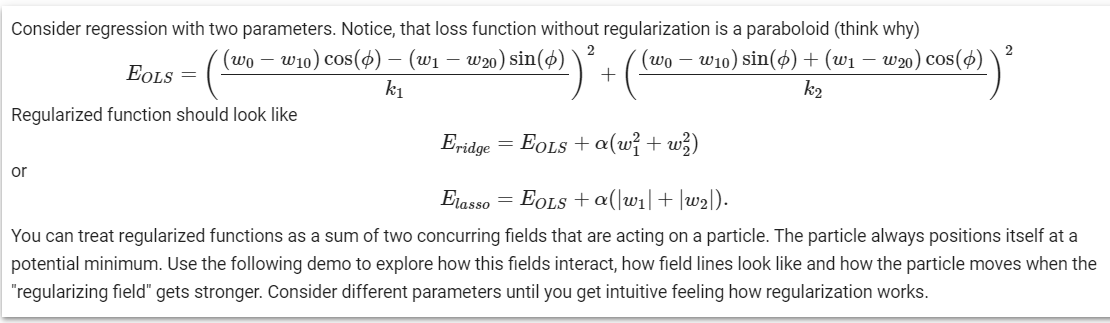 Consider regression with two parameters. Notice, that loss function without regularization is a paraboloid (think why)
E_{OLS} = \left( \frac{(w_0 - w_{10}) \cos(\phi) - (w_1 - w_{20}) \sin(\phi)}{k_1} \right)^2 + \left( \frac{(w_0 - w_{10}) \sin(\phi) + (w_1 - w_{20}) \cos(\phi)}{k_2} \right)^2
Regularized function should look like
E_{ridge} = E_{OLS} + \alpha(w_1^2 + w_2^2)
or
E_{lasso} = E_{OLS} + \alpha(|w_1| + |w_2|).
You can treat regularized functions as a sum of two concurring fields that are acting on a particle. The particle always positions itself at a
potential minimum. Use the following demo to explore how this fields interact, how field lines look like and how the particle moves when the
"regularizing field" gets stronger. Consider different parameters until you get intuitive feeling how regularization works.